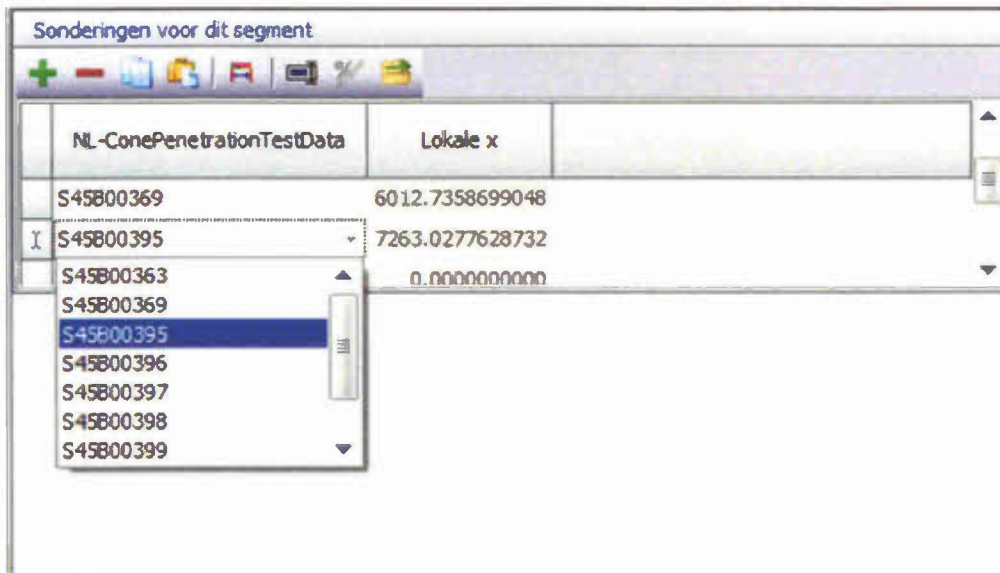 Sonderingen voor dit segment
NL-ConePenetrationTestData Lokale x
S45B00369 6012.7358699048
S45B00395 7263.0277628732
0.0000000000
S45B00363
S45B00369
S45B00395
S45B00396
S45B00397
S45B00398
S45B00399